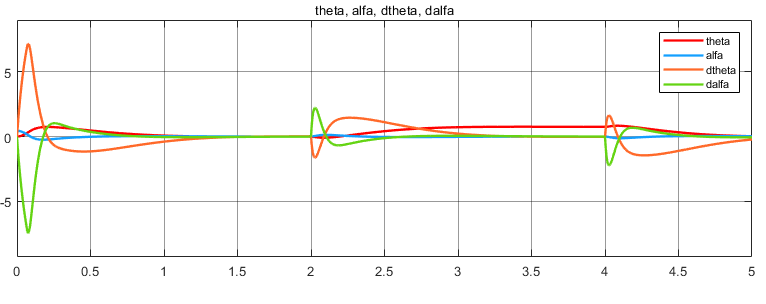 theta, alfa, dtheta, dalfa
theta
alfa
dtheta
dalfa
5
0
-5
0 0.5 1 1.5 2 2.5 3 3.5 4 4.5 5